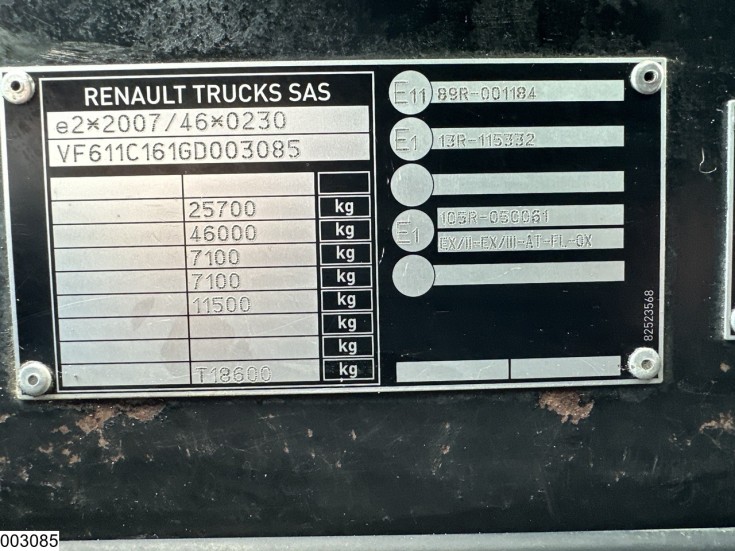 RENAULT TRUCKS SAS
e2*2007/46*0230
VF611C161GD003085
25700 kg
46000 kg
7100 kg
7100 kg
11500 kg
kg
kg
T18600 kg
E11 89R-001184
E1 13R-115332
E1 105R-050061
EX/II-EX/III-AT-FL-OX
82523568
003085